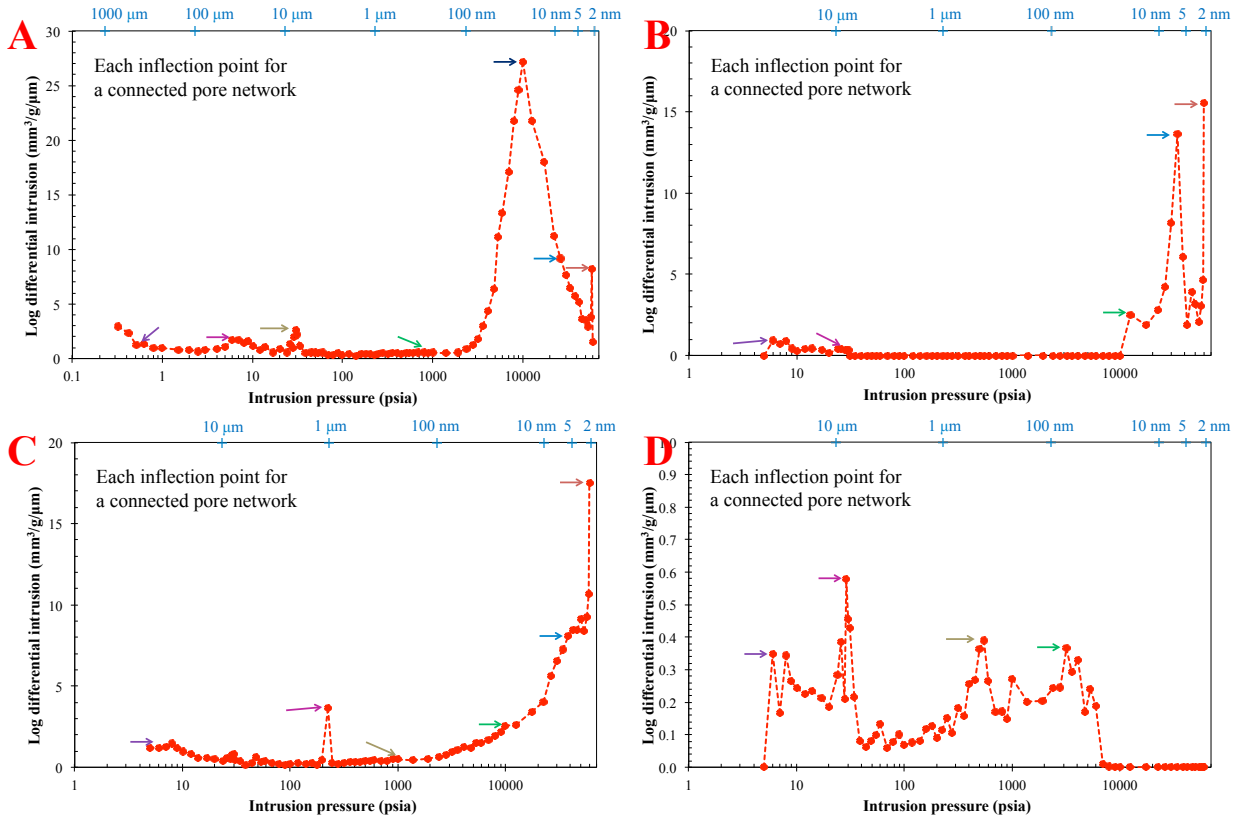 A
1000 μm 100 μm 10 μm 1 μm 100 nm 10 nm 5 2 nm
Each inflection point for
a connected pore network
Log differential intrusion (mm³/g/μm)
30
25
20
15
10
5
0
0.1 1 10 100 1000 10000
Intrusion pressure (psia)
B
10 μm 1 μm 100 nm 10 nm 5 2 nm
Each inflection point for
a connected pore network
Log differential intrusion (mm³/g/μm)
20
15
10
5
0
1 10 100 1000 10000
Intrusion pressure (psia)
C
10 μm 1 μm 100 nm 10 nm 5 2 nm
Each inflection point for
a connected pore network
Log differential intrusion (mm³/g/μm)
20
15
10
5
0
1 10 100 1000 10000
Intrusion pressure (psia)
D
10 μm 1 μm 100 nm 10 nm 5 2 nm
Each inflection point for
a connected pore network
Log differential intrusion (mm³/g/μm)
1.0
0.9
0.8
0.7
0.6
0.5
0.4
0.3
0.2
0.1
0.0
1 10 100 1000 10000
Intrusion pressure (psia)